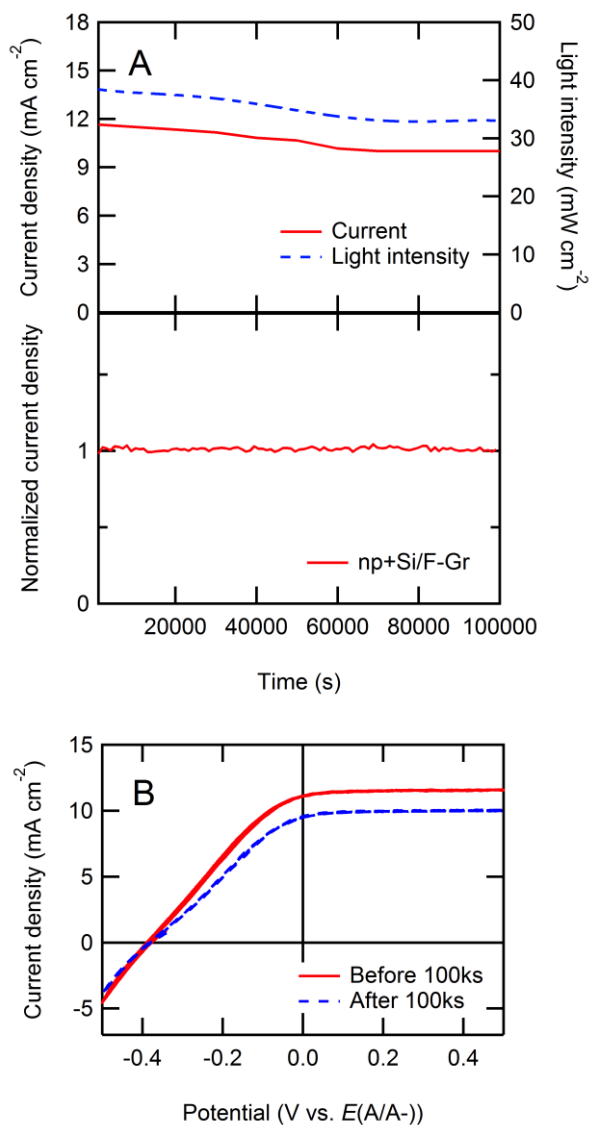 A
Current density (mA cm-2)
18
15
12
9
6
3
0
Light intensity (mW cm-2)
50
40
30
20
10
0
Current
Light intensity
Normalized current density
1
0
np+Si/F-Gr
20000 40000 60000 80000 100000
Time (s)
B
Current density (mA cm-2)
15
10
5
0
-5
Before 100ks
After 100ks
-0.4 -0.2 0.0 0.2 0.4
Potential (V vs. E(A/A-))